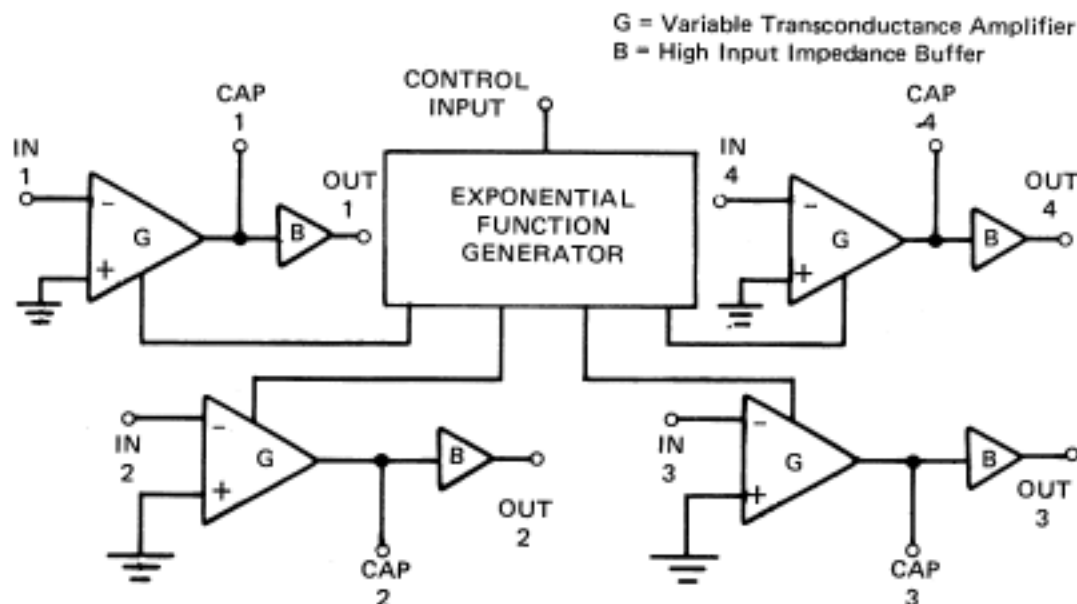 G = Variable Transconductance Amplifier
B = High Input Impedance Buffer
CONTROL
INPUT
CAP
1
IN
1
OUT
1
-
G
+
B
EXPONENTIAL
FUNCTION
GENERATOR
CAP
4
IN
4
OUT
4
-
G
+
B
IN
2
-
G
+
B
OUT
2
CAP
2
IN
3
-
G
+
B
OUT
3
CAP
3